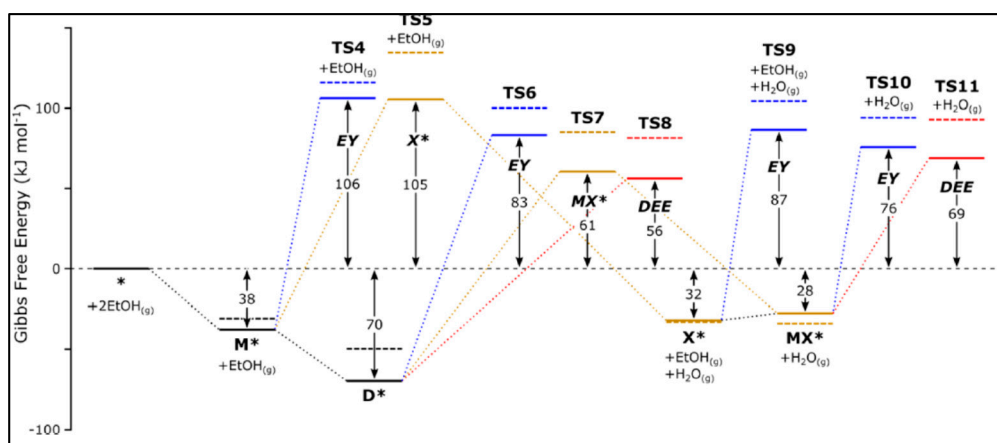 TS5
TS4
+EtOH(g)
TS9
+EtOH(g)
+EtOH(g)
TS10
TS11
+H2O(g)
+H2O(g)
+H2O(g)
TS6
TS7
TS8
100
EY
X*
EY
MX*
DEE
EY
EY
DEE
106
105
83
61
56
87
76
69
0
*
+2EtOH(g)
38
70
32
28
M*
+EtOH(g)
X*
MX*
+EtOH(g)
+H2O(g)
+H2O(g)
D*
-100
Gibbs Free Energy (kJ mol⁻¹)